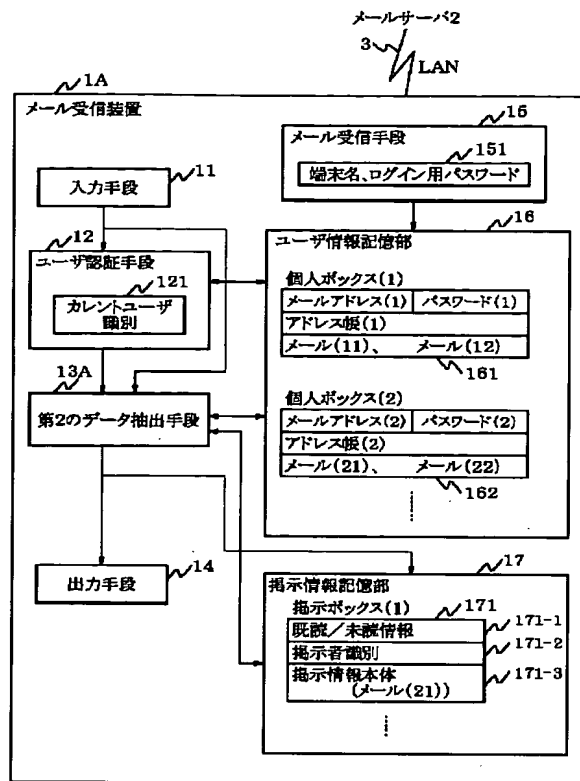 メールサーバ2
3
LAN
1A
メール受信装置
15
メール受信手段
151
端末名、ログイン用パスワード
11
入力手段
12
ユーザ認証手段
121
カレントユーザ
識別
16
ユーザ情報記憶部
個人ボックス(1)
メールアドレス(1) パスワード(1)
アドレス帳(1)
メール(11)、 メール(12)
161
13A
第2のデータ抽出手段
個人ボックス(2)
メールアドレス(2) パスワード(2)
アドレス帳(2)
メール(21)、 メール(22)
162
出力手段
14
17
掲示情報記憶部
掲示ボックス(1)
171
既読/未読情報
171-1
掲示者識別
171-2
掲示情報本体
(メール(21))
171-3